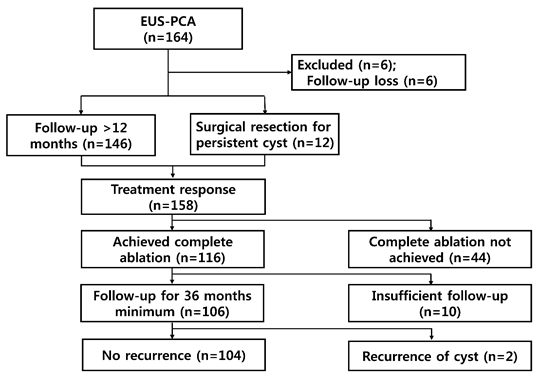 EUS-PCA
(n=164)
Excluded (n=6);
Follow-up loss (n=6)
Follow-up >12
months (n=146)
Surgical resection for
persistent cyst (n=12)
Treatment response
(n=158)
Achieved complete
ablation (n=116)
Complete ablation not
achieved (n=44)
Follow-up for 36 months
minimum (n=106)
Insufficient follow-up
(n=10)
No recurrence (n=104)
Recurrence of cyst (n=2)